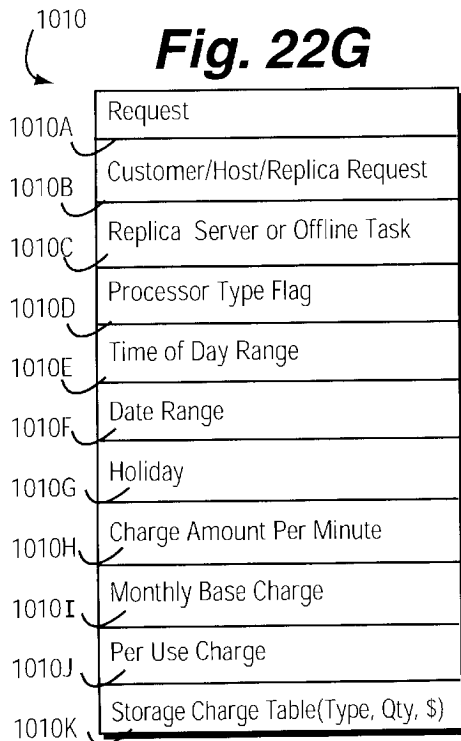 1010
Fig. 22G
1010A Request
1010B Customer/Host/Replica Request
1010C Replica Server or Offline Task
1010D Processor Type Flag
1010E Time of Day Range
1010F Date Range
1010G Holiday
1010H Charge Amount Per Minute
1010I Monthly Base Charge
1010J Per Use Charge
1010K Storage Charge Table(Type, Qty, $)